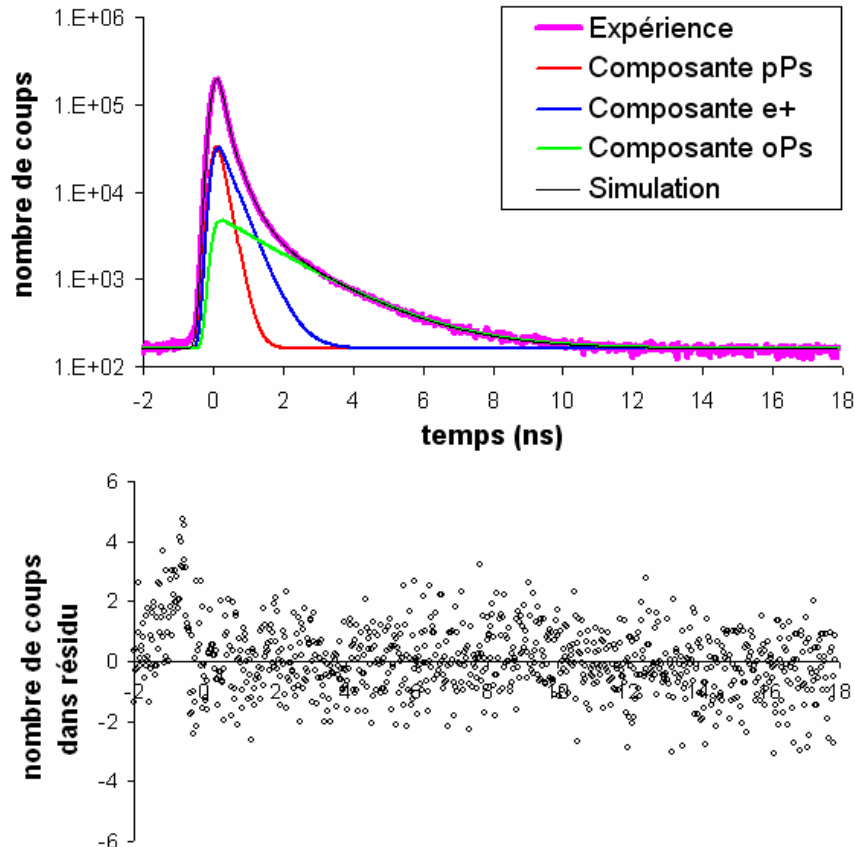 1.E+06
1.E+05
1.E+04
1.E+03
1.E+02
nombre de coups
Expérience
Composante pPs
Composante e+
Composante oPs
Simulation
-2 0 2 4 6 8 10 12 14 16 18
temps (ns)
6
4
2
0
-2
-4
-6
nombre de coups
dans résidu
-2 0 2 4 6 8 10 12 14 16 18